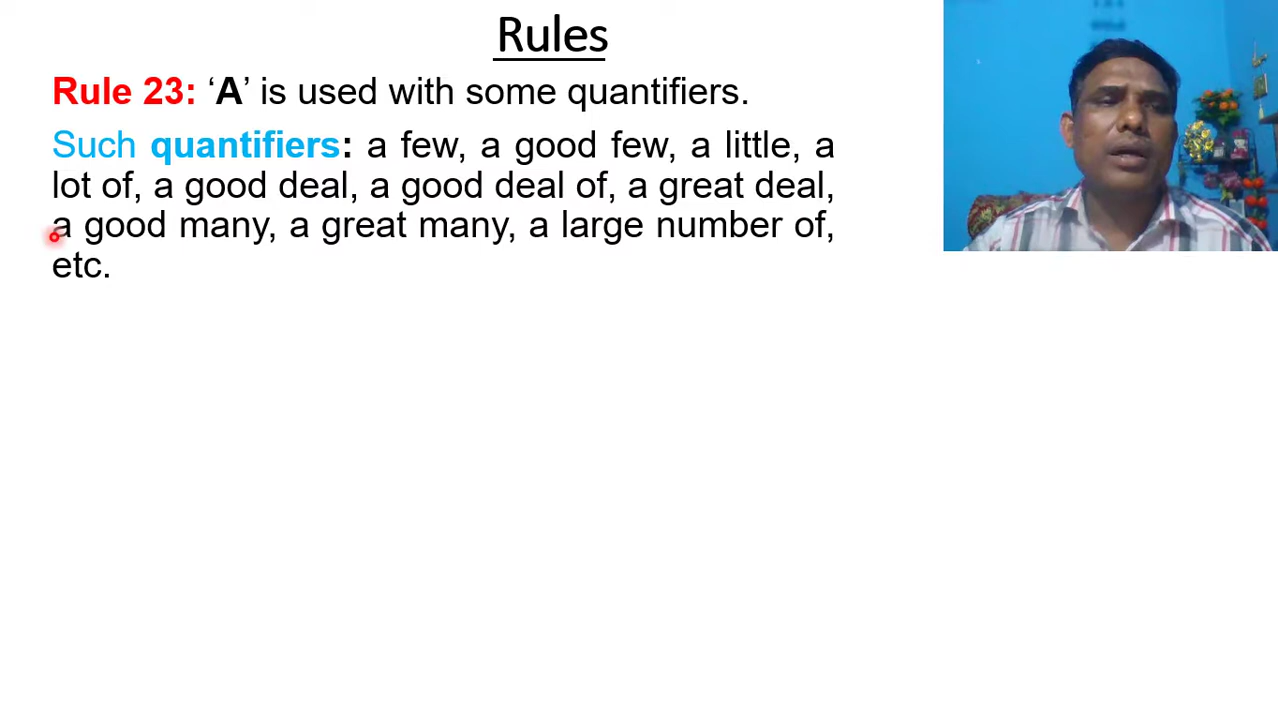 Rules
Rule 23: ‘A’ is used with some quantifiers.
Such quantifiers: a few, a good few, a little, a
lot of, a good deal, a good deal of, a great deal,
a good many, a great many, a large number of,
etc.